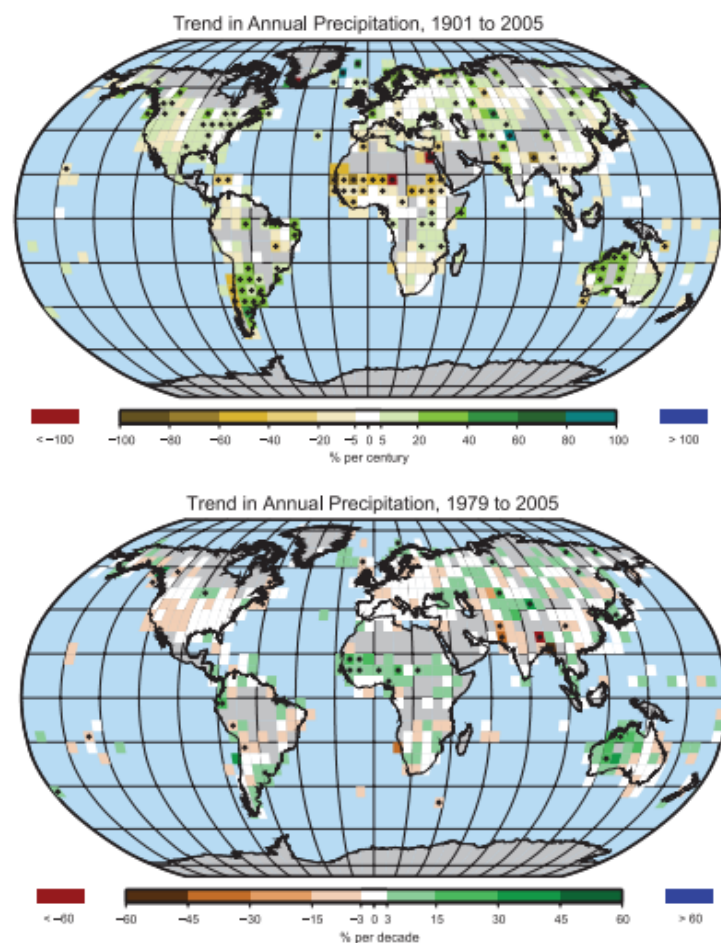 Trend in Annual Precipitation, 1901 to 2005
< −100
−100 −80 −60 −40 −20 −5 0 5 20 40 60 80 100
> 100
% per century
Trend in Annual Precipitation, 1979 to 2005
< −60
−60 −45 −30 −15 −3 0 3 15 30 45 60
> 60
% per decade